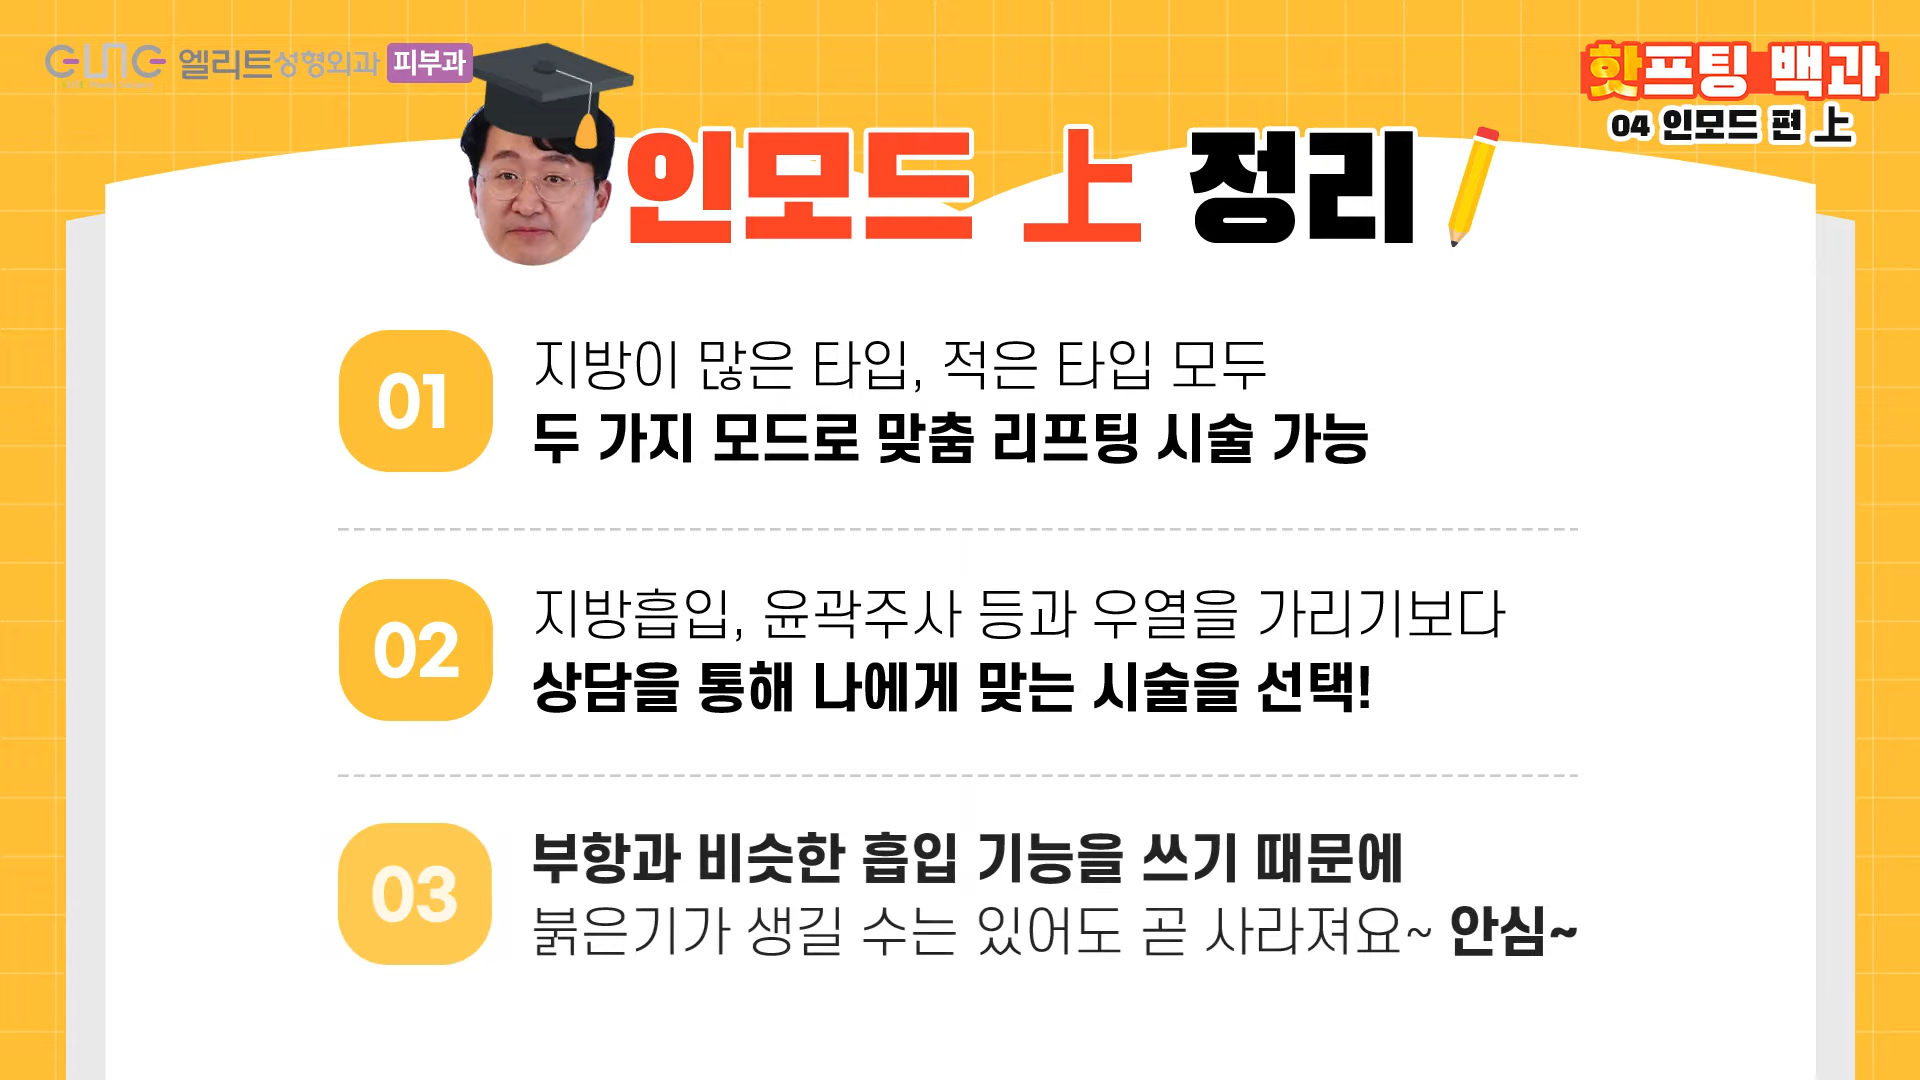 엘리트성형외과 피부과
핫프팅 백과
04 인모드 편 上
인모드 上 정리
01
지방이 많은 타입, 적은 타입 모두
두 가지 모드로 맞춤 리프팅 시술 가능
02
지방흡입, 윤곽주사 등과 우열을 가리기보다
상담을 통해 나에게 맞는 시술을 선택!
03
부항과 비슷한 흡입 기능을 쓰기 때문에
붉은기가 생길 수는 있어도 곧 사라져요~ 안심~